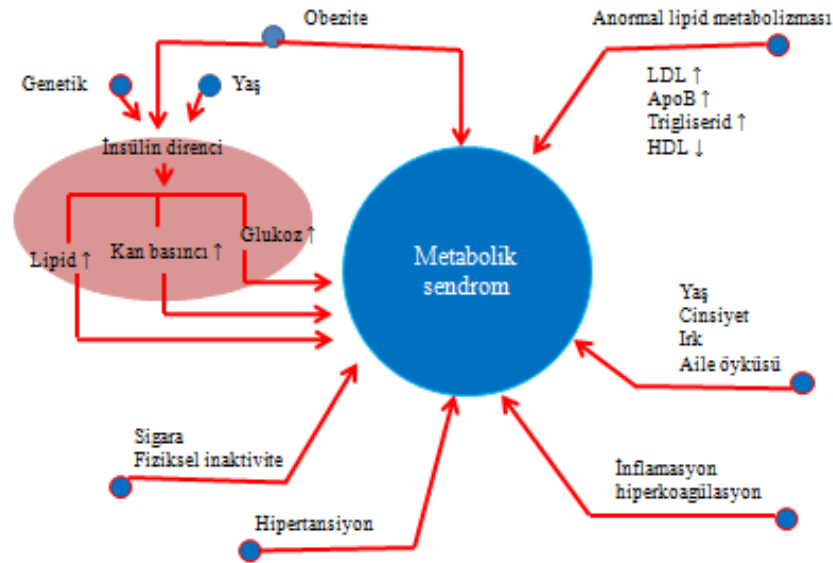 Obezite
Anormal lipid metabolizması
LDL ↑
ApoB ↑
Trigliserid ↑
HDL ↓
Genetik
Yaş
İnsülin direnci
Lipid ↑
Kan basıncı ↑
Glukoz ↑
Metabolik
sendrom
Yaş
Cinsiyet
Irk
Aile öyküsü
Sigara
Fiziksel inaktivite
Hipertansiyon
İnflamasyon
hiperkoagülasyon